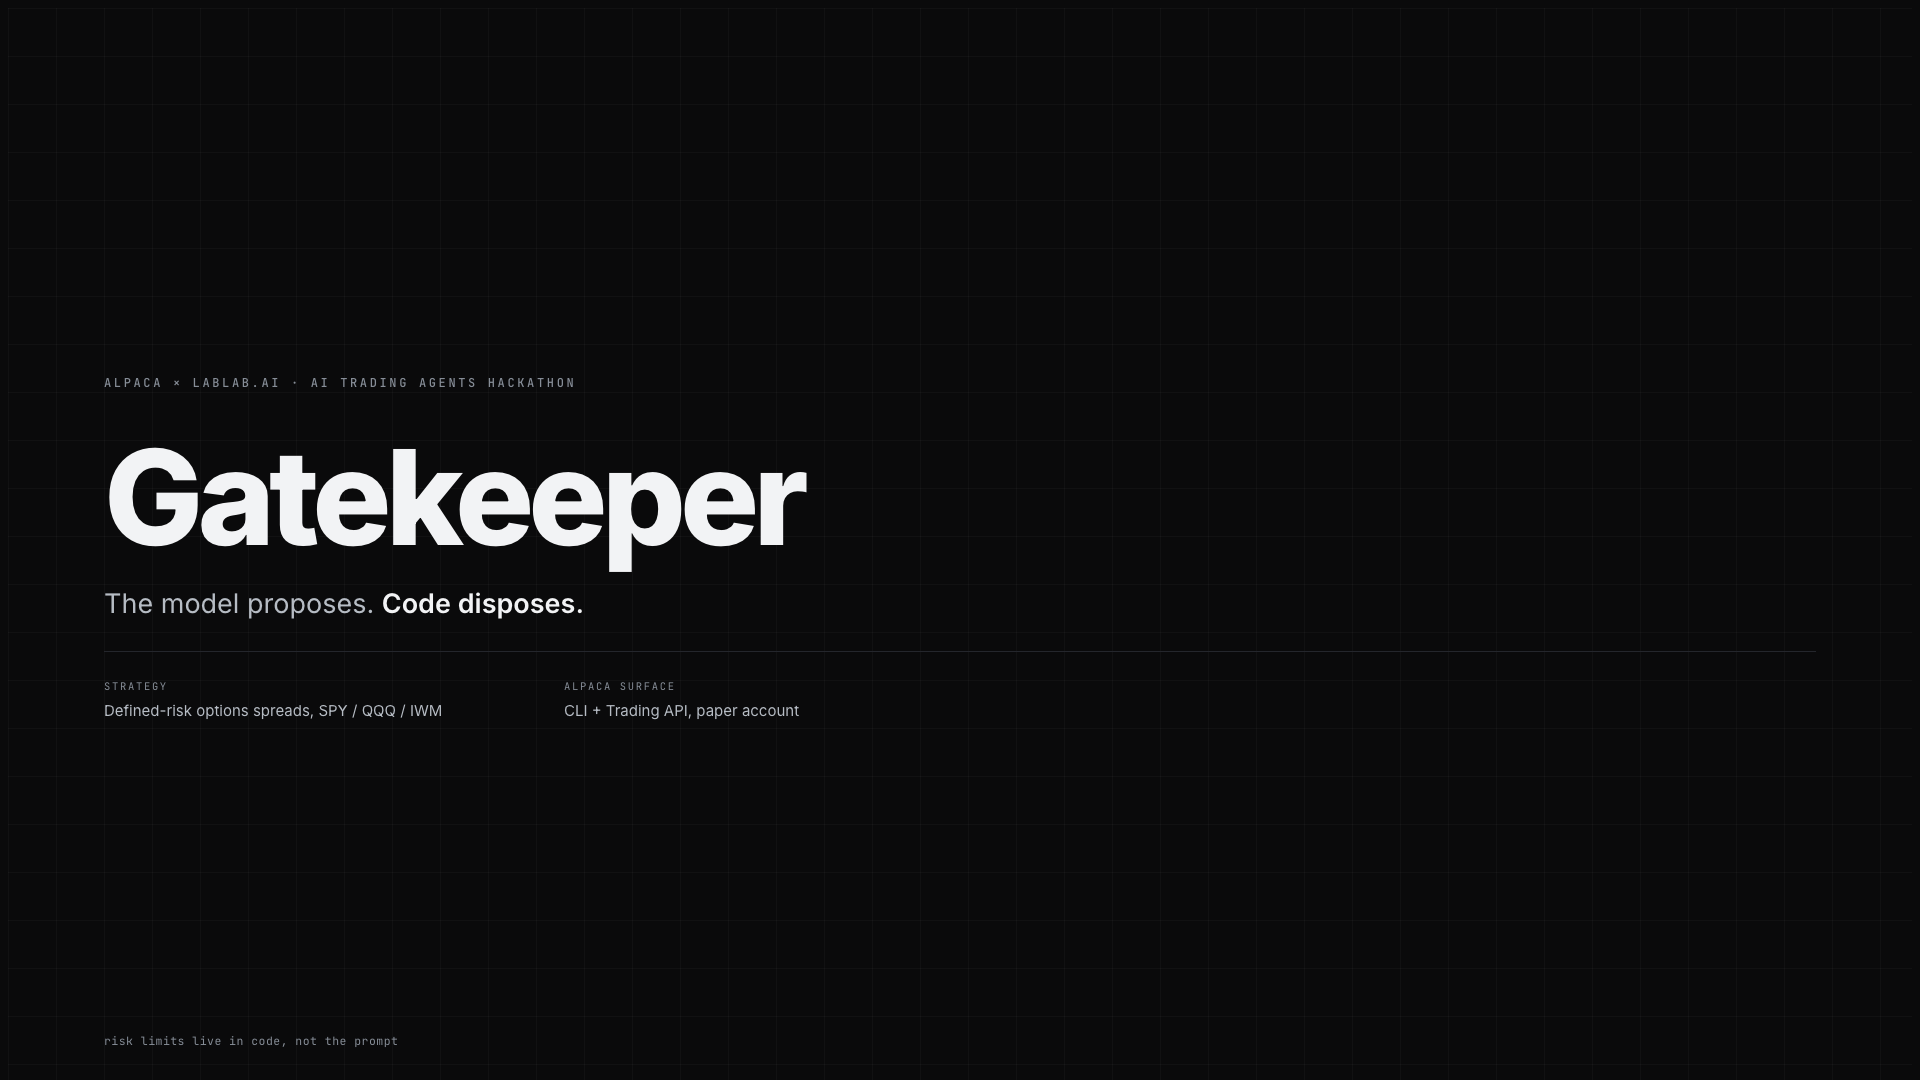 ALPACA × LABLAB.AI · AI TRADING AGENTS HACKATHON
Gatekeeper
The model proposes. Code disposes.
STRATEGY
Defined-risk options spreads, SPY / QQQ / IWM
ALPACA SURFACE
CLI + Trading API, paper account
risk limits live in code, not the prompt